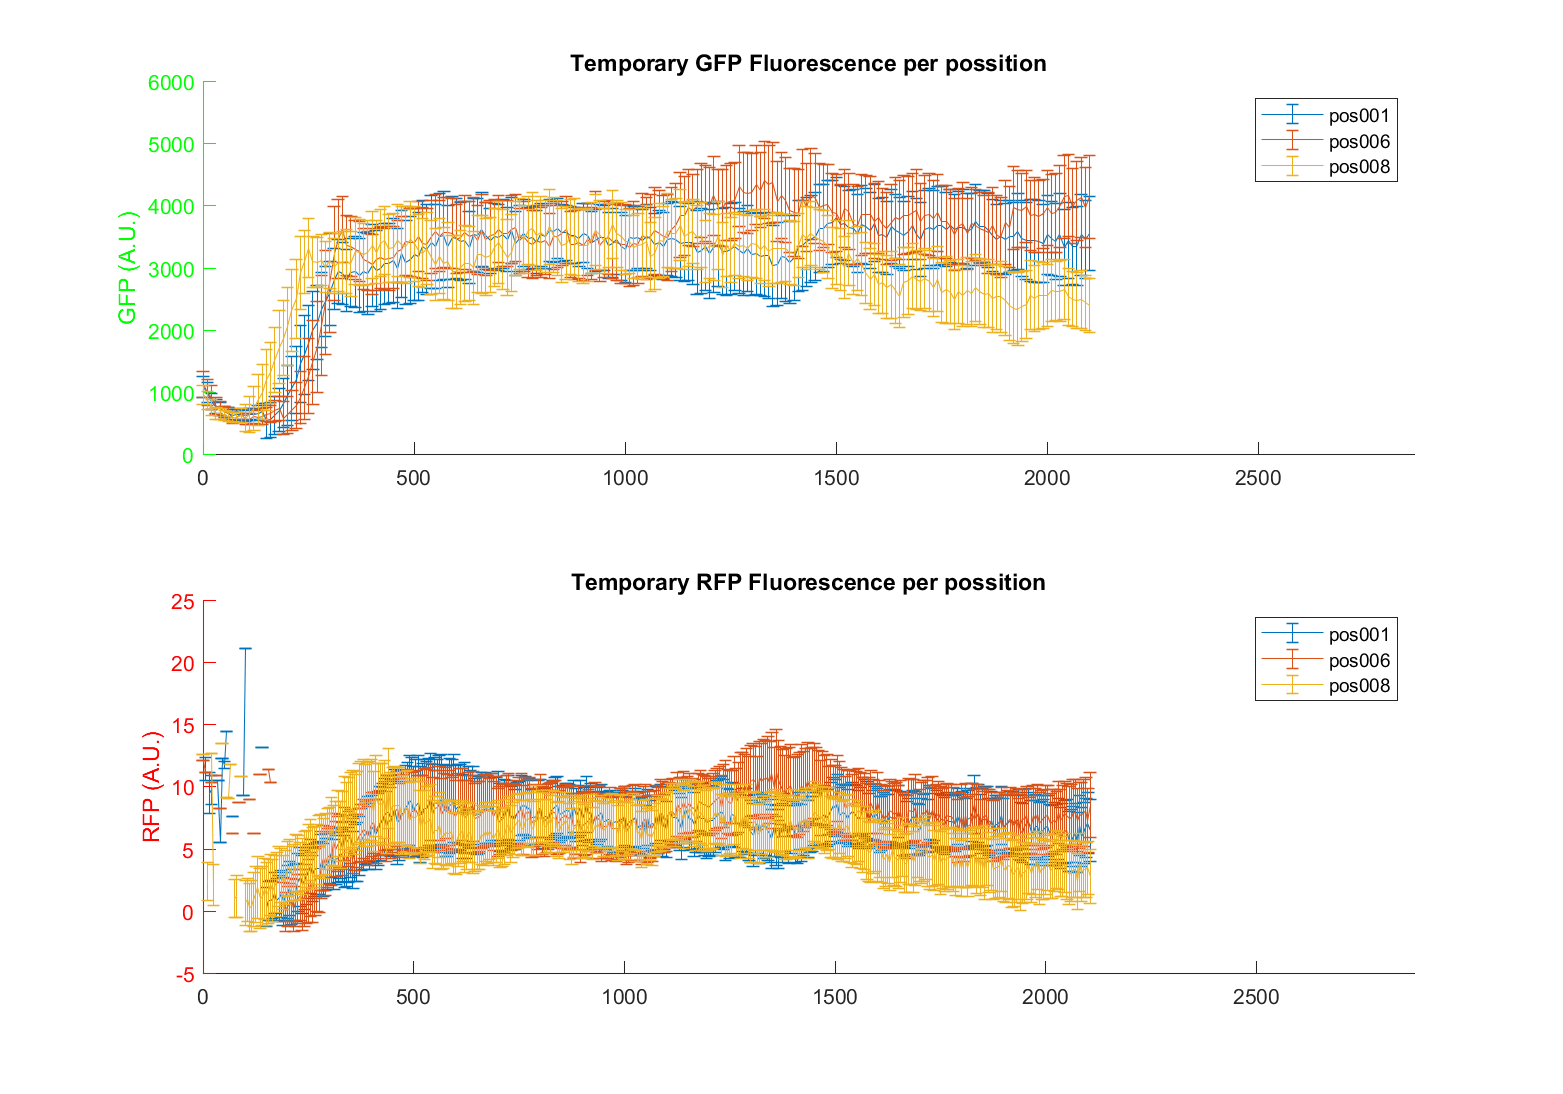 Temporary GFP Fluorescence per possition
GFP (A.U.)
6000
5000
4000
3000
2000
1000
0
0 500 1000 1500 2000 2500
pos001
pos006
pos008
Temporary RFP Fluorescence per possition
RFP (A.U.)
25
20
15
10
5
0
-5
0 500 1000 1500 2000 2500
pos001
pos006
pos008